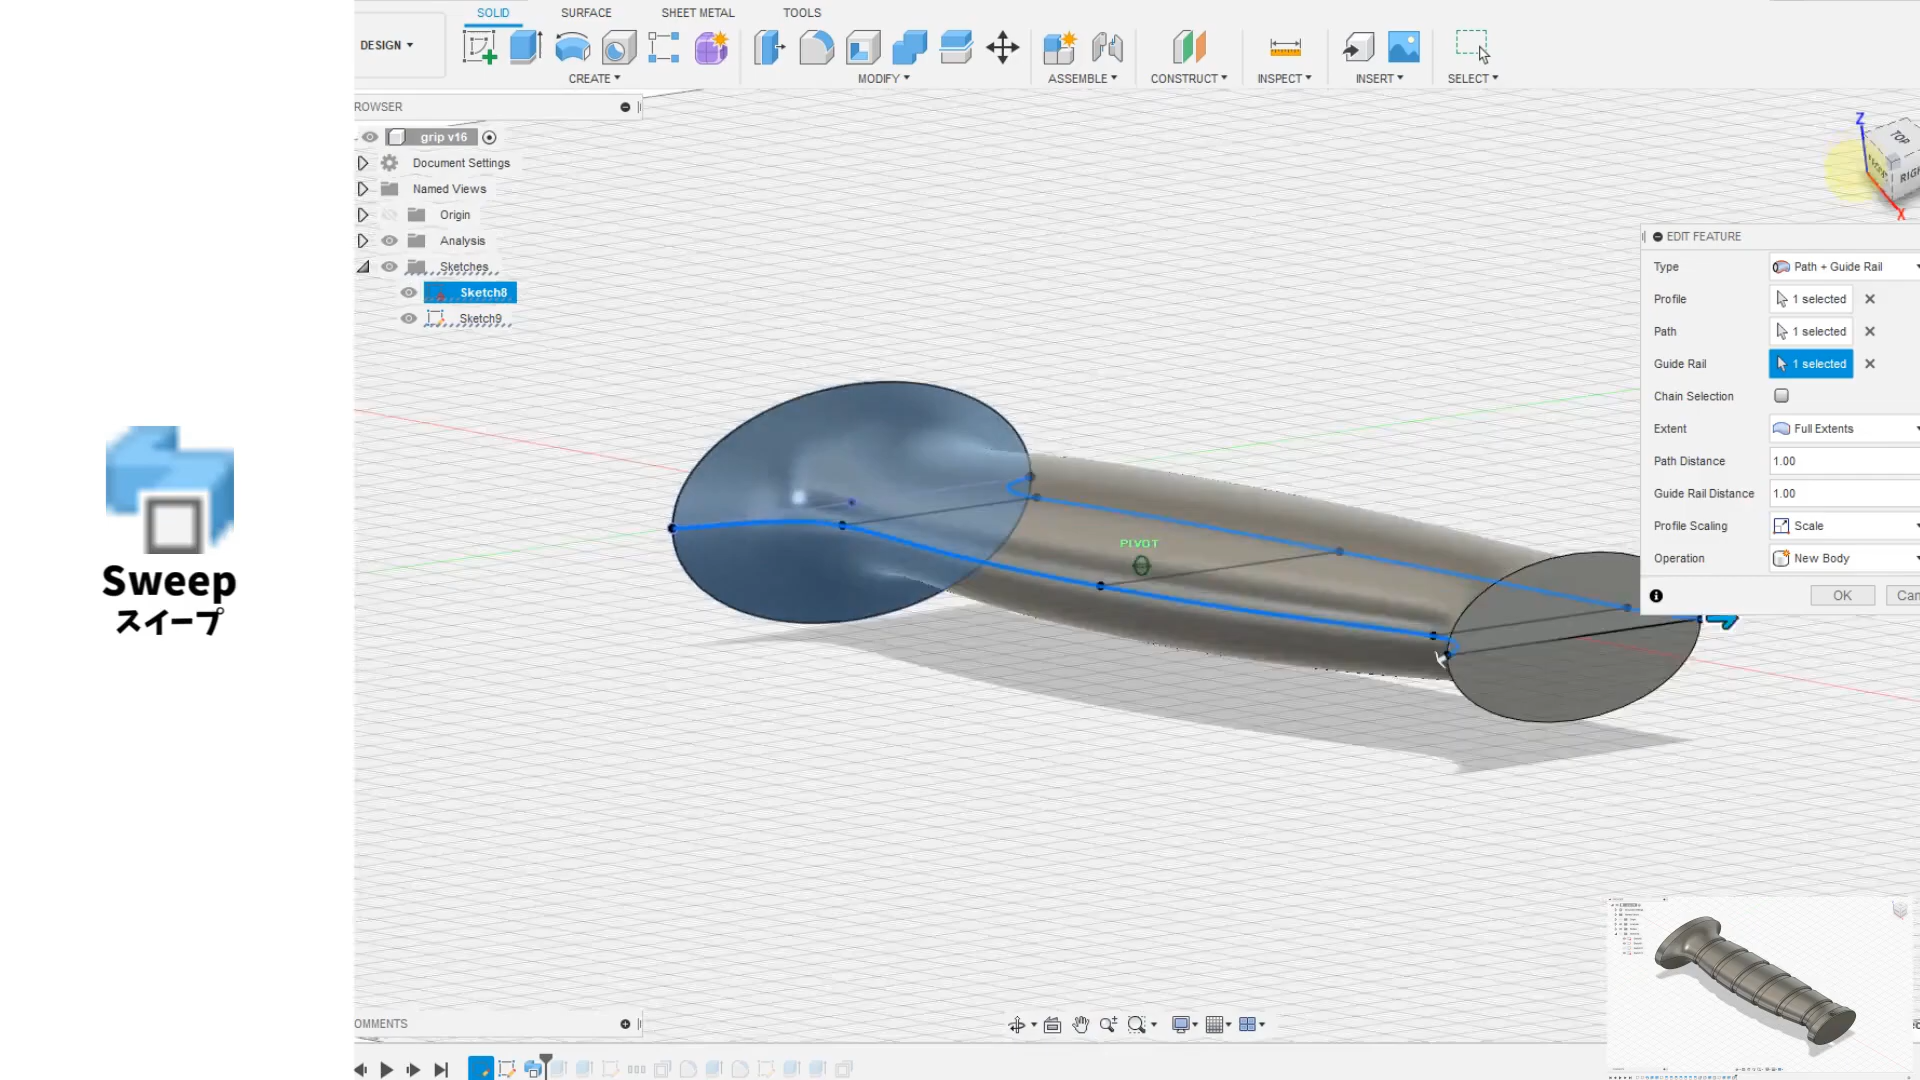 SOLID
SURFACE
SHEET METAL
TOOLS
DESIGN
CREATE
MODIFY
ASSEMBLE
CONSTRUCT
INSPECT
INSERT
SELECT
ROWSER
grip v16
Document Settings
Named Views
Origin
Analysis
Sketches
Sketch8
Sketch9
Z
TOP
RIGH
X
EDIT FEATURE
Type Path + Guide Rail
Profile 1 selected
Path 1 selected
Guide Rail 1 selected
Chain Selection
Extent Full Extents
Path Distance 1.00
Guide Rail Distance 1.00
Profile Scaling Scale
Operation New Body
OK Can
PIVOT
Sweep
スイープ
OMMENTS